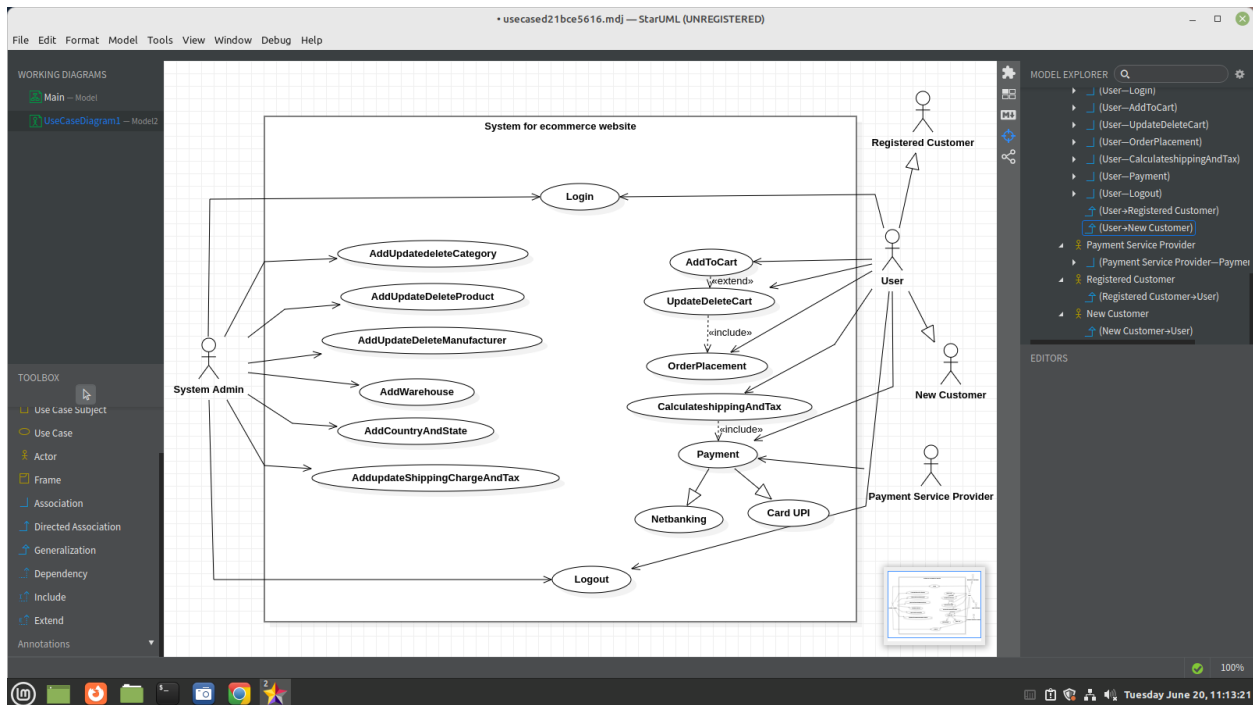 • usecased21bce5616.mdj — StarUML (UNREGISTERED)
File Edit Format Model Tools View Window Debug Help
WORKING DIAGRAMS
Main — Model
UseCaseDiagram1 — Model2
TOOLBOX
Use Case Subject
Use Case
Actor
Frame
Association
Directed Association
Generalization
Dependency
Include
Extend
Annotations
System for ecommerce website
Login
AddUpdatedeleteCategory
AddUpdateDeleteProduct
AddUpdateDeleteManufacturer
AddWarehouse
AddCountryAndState
AddupdateShippingChargeAndTax
System Admin
AddToCart
«extend»
UpdateDeleteCart
«include»
OrderPlacement
CalculateshippingAndTax
«include»
Payment
Netbanking
Card UPI
Logout
Registered Customer
User
New Customer
Payment Service Provider
MODEL EXPLORER
(User—Login)
(User—AddToCart)
(User—UpdateDeleteCart)
(User—OrderPlacement)
(User—CalculateshippingAndTax)
(User—Payment)
(User—Logout)
(User→Registered Customer)
(User→New Customer)
Payment Service Provider
(Payment Service Provider—Paymer
Registered Customer
(Registered Customer→User)
New Customer
(New Customer→User)
EDITORS
100%
2
Tuesday June 20, 11:13:21